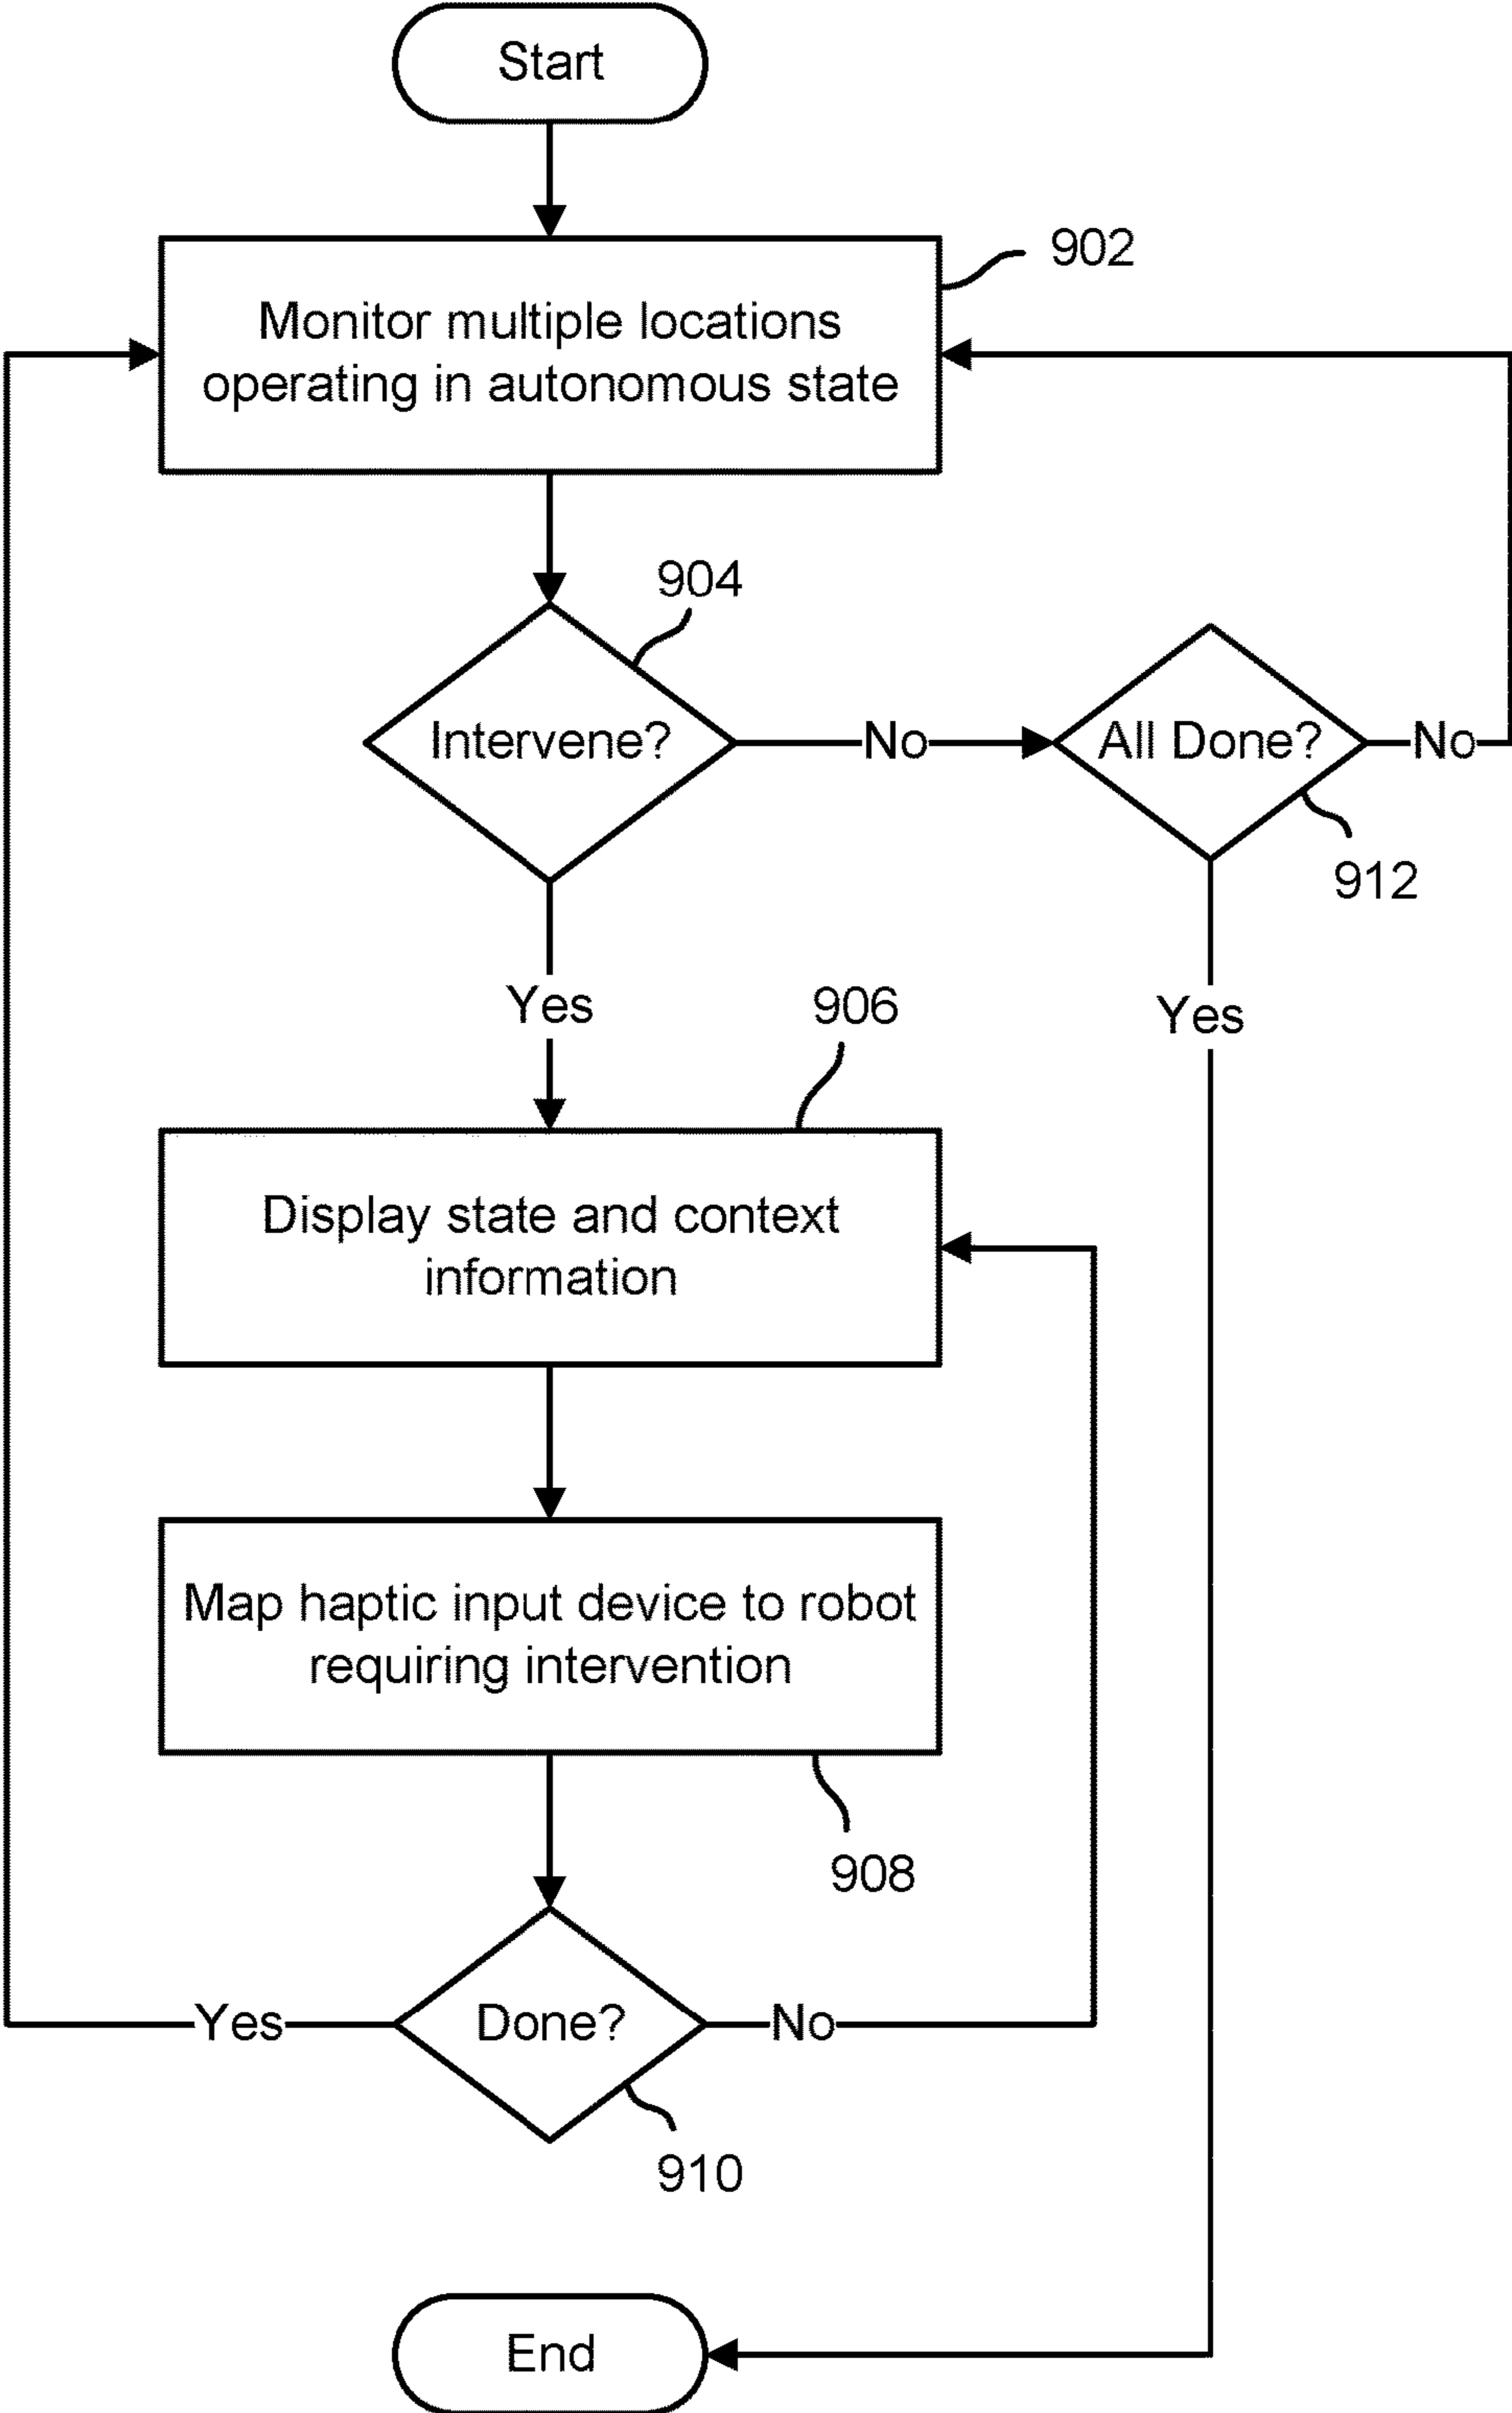 Start
902
Monitor multiple locations
operating in autonomous state
904
Intervene?
No
All Done?
No
912
Yes
906
Yes
Display state and context
information
Map haptic input device to robot
requiring intervention
908
Yes
Done?
No
910
End